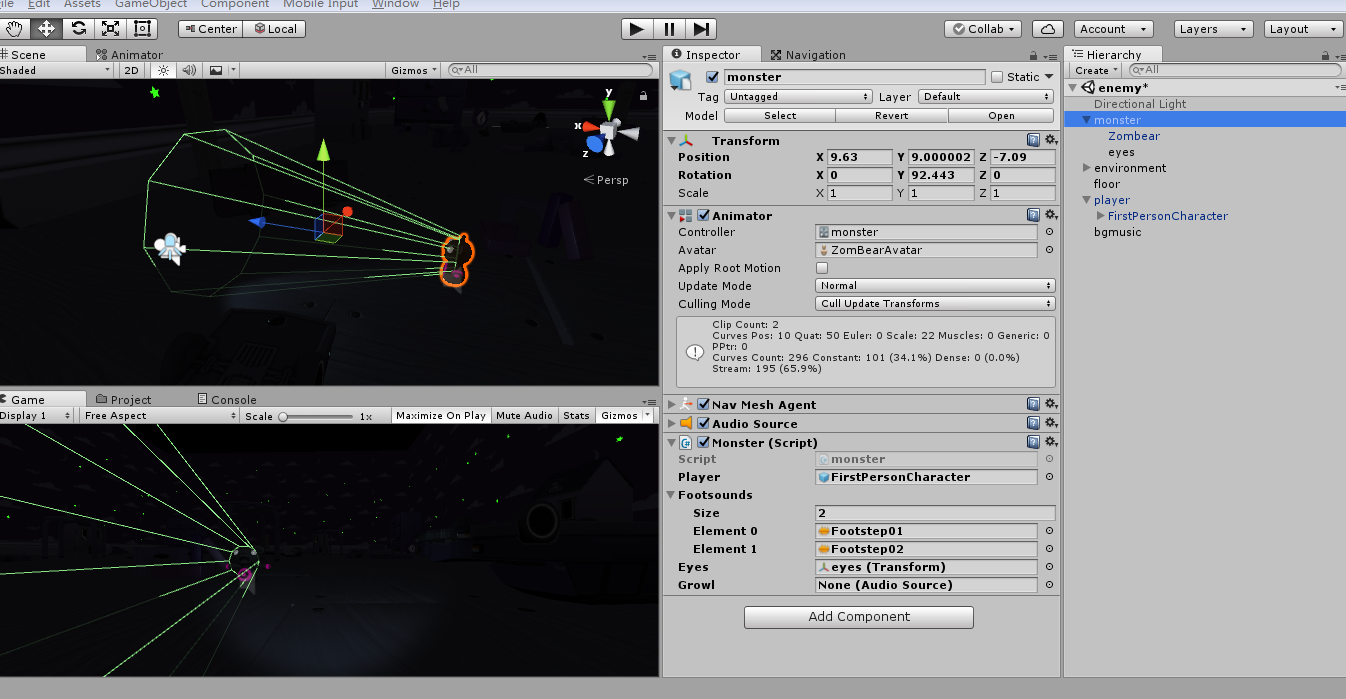 ile Edit Assets GameObject Component Mobile Input Window Help
Center Local Collab Account Layers Layout
Scene Animator
Shaded 2D Gizmos All
y
x
z
Persp
Game Project Console
Display 1 Free Aspect Scale 1x Maximize On Play Mute Audio Stats Gizmos
Inspector Navigation
monster Static
Tag Untagged Layer Default
Model Select Revert Open
Transform
Position X 9.63 Y 9.000002 Z -7.09
Rotation X 0 Y 92.443 Z 0
Scale X 1 Y 1 Z 1
Animator
Controller monster
Avatar ZomBearAvatar
Apply Root Motion
Update Mode Normal
Culling Mode Cull Update Transforms
Clip Count: 2
Curves Pos: 10 Quat: 50 Euler: 0 Scale: 22 Muscles: 0 Generic: 0
PPtr: 0
Curves Count: 296 Constant: 101 (34.1%) Dense: 0 (0.0%)
Stream: 195 (65.9%)
Nav Mesh Agent
Audio Source
Monster (Script)
Script monster
Player FirstPersonCharacter
Footsounds
Size 2
Element 0 Footstep01
Element 1 Footstep02
Eyes eyes (Transform)
Growl None (Audio Source)
Add Component
Hierarchy
Create All
enemy*
Directional Light
monster
Zombear
eyes
environment
floor
player
FirstPersonCharacter
bgmusic